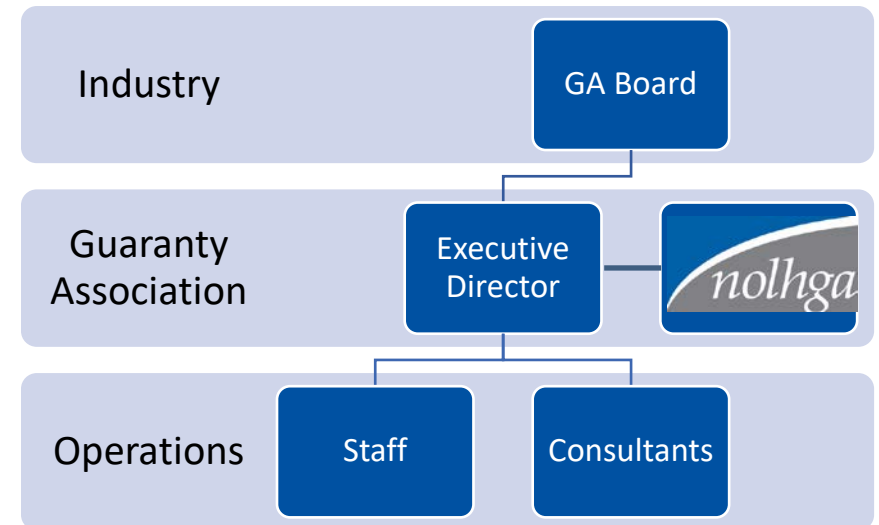 Industry
GA Board
Guaranty
Association
Executive
Director
nolhga
Operations
Staff
Consultants